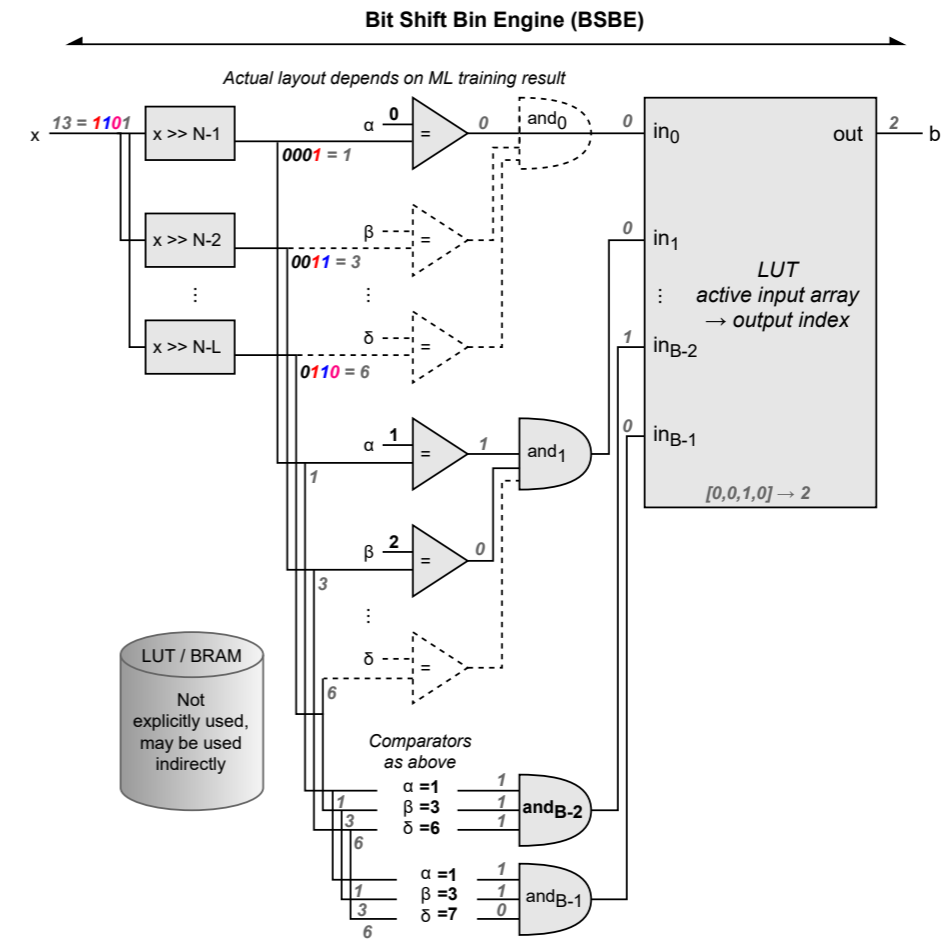 Bit Shift Bin Engine (BSBE)
Actual layout depends on ML training result
x 13 = 1101
x >> N-1
0001 = 1
α 0
=
0
and0
0
in0
out
2
b
x >> N-2
0011 = 3
β
=
0
in1
⋮
⋮
⋮
LUT
active input array
→ output index
x >> N-L
0110 = 6
δ
=
1
inB-2
0
inB-1
[0,0,1,0] → 2
α 1
=
1
1
and1
β 2
=
0
3
⋮
δ
=
6
LUT / BRAM
Not
explicitly used,
may be used
indirectly
Comparators
as above
α =1
1
1
β =3
1
3
δ =6
1
6
andB-2
α =1
1
1
β =3
1
3
δ =7
0
6
andB-1